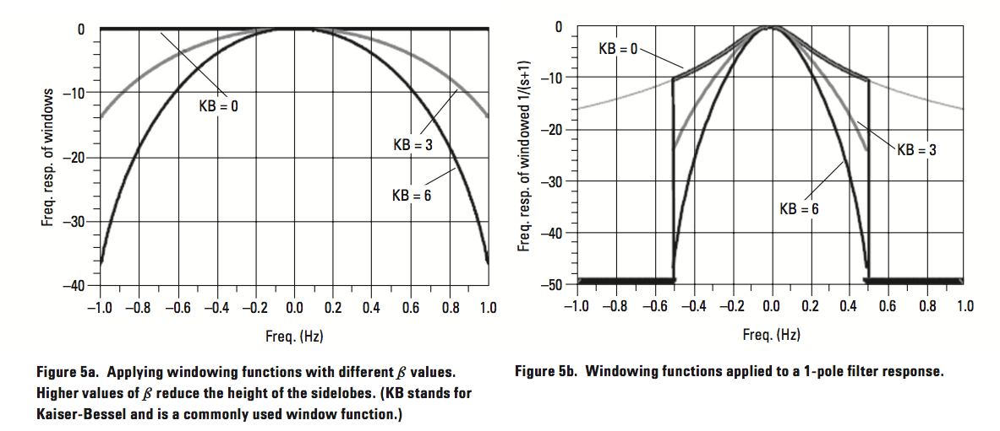 Freq. resp. of windows
0
–10
–20
–30
–40
KB = 0
KB = 3
KB = 6
–1.0 –0.8 –0.6 –0.4 –0.2 0.0 0.2 0.4 0.6 0.8 1.0
Freq. (Hz)
Figure 5a. Applying windowing functions with different β values.
Higher values of β reduce the height of the sidelobes. (KB stands for
Kaiser-Bessel and is a commonly used window function.)
Freq. resp. of windowed 1/(s+1)
0
–10
–20
–30
–40
–50
KB = 0
KB = 3
KB = 6
–1.0 –0.8 –0.6 –0.4 –0.2 0.0 0.2 0.4 0.6 0.8 1.0
Freq. (Hz)
Figure 5b. Windowing functions applied to a 1-pole filter response.